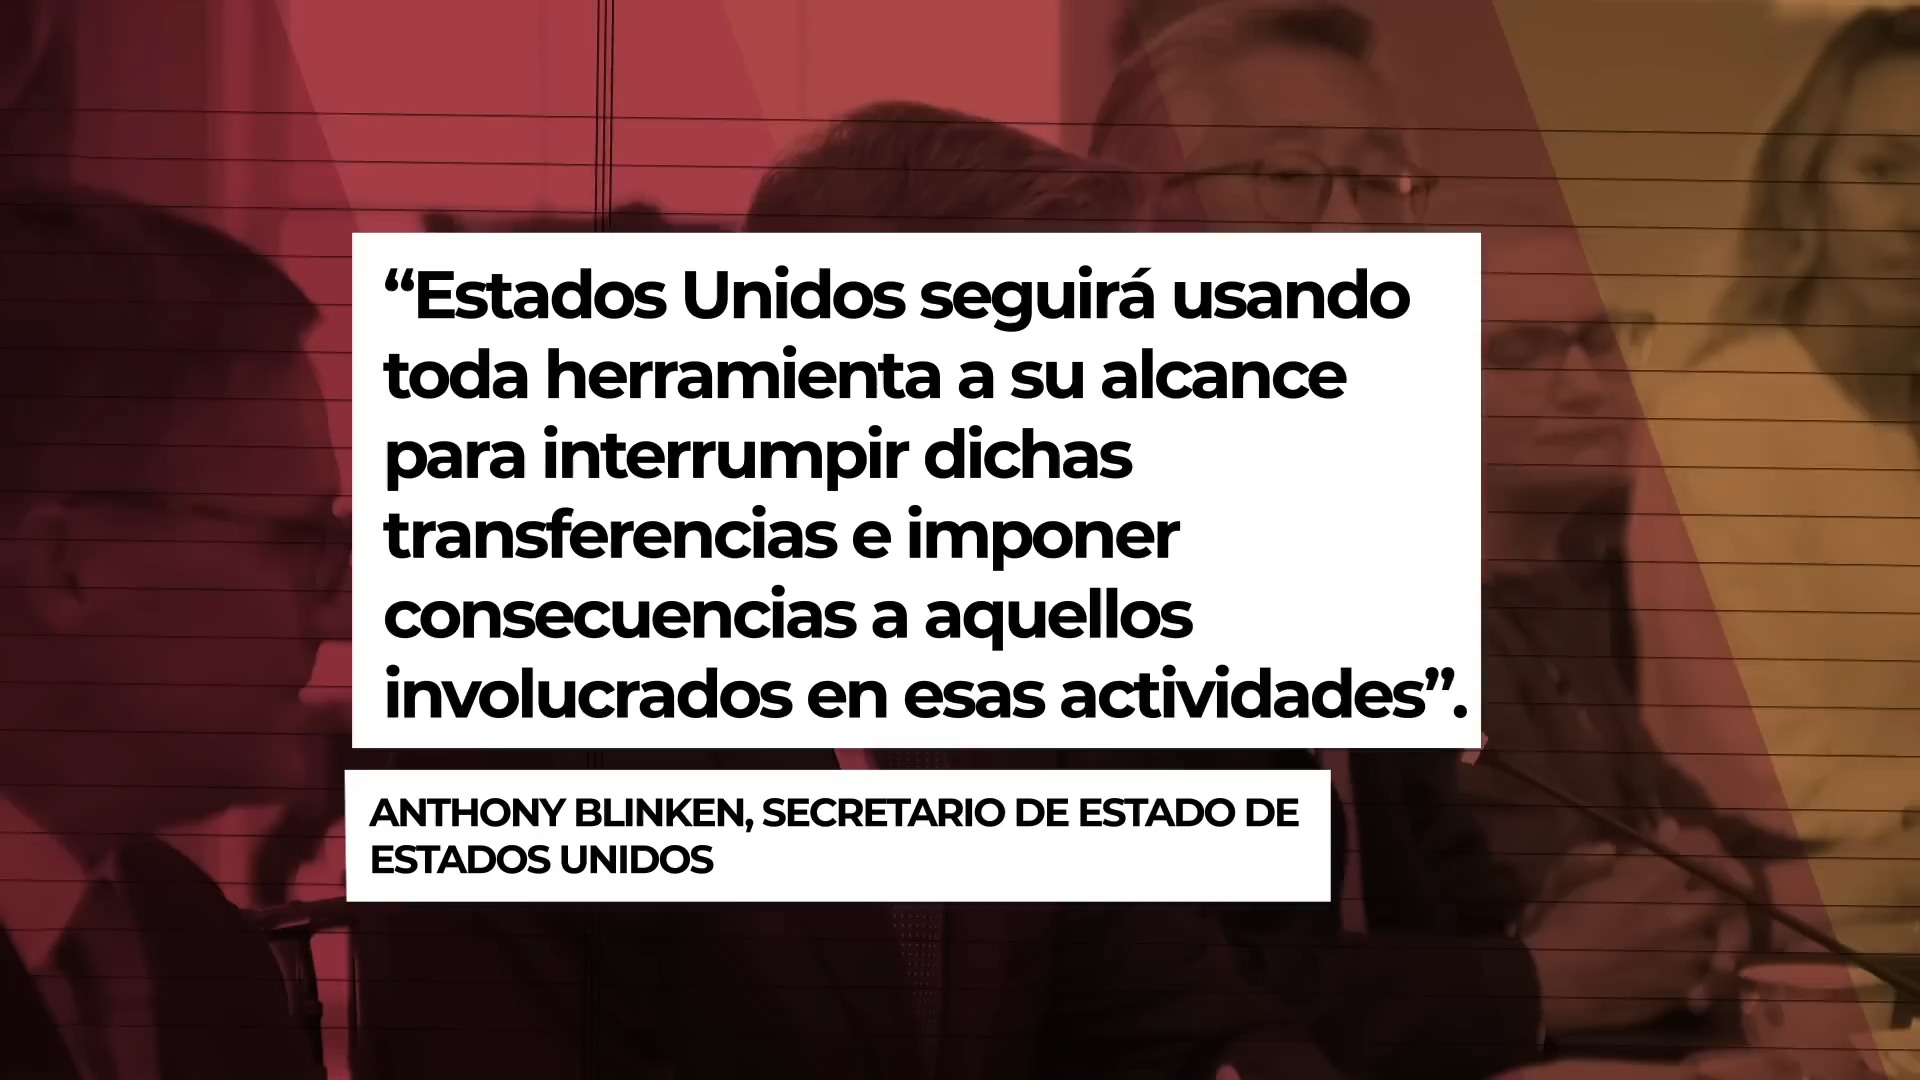 “Estados Unidos seguirá usando
toda herramienta a su alcance
para interrumpir dichas
transferencias e imponer
consecuencias a aquellos
involucrados en esas actividades”.
ANTHONY BLINKEN, SECRETARIO DE ESTADO DE
ESTADOS UNIDOS